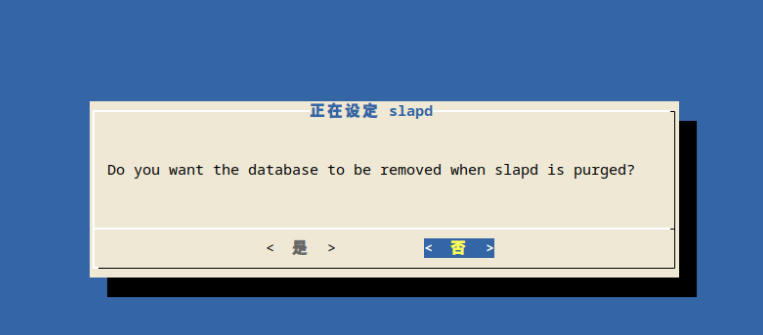 正在设定 slapd
Do you want the database to be removed when slapd is purged?
< 是 > < 否 >